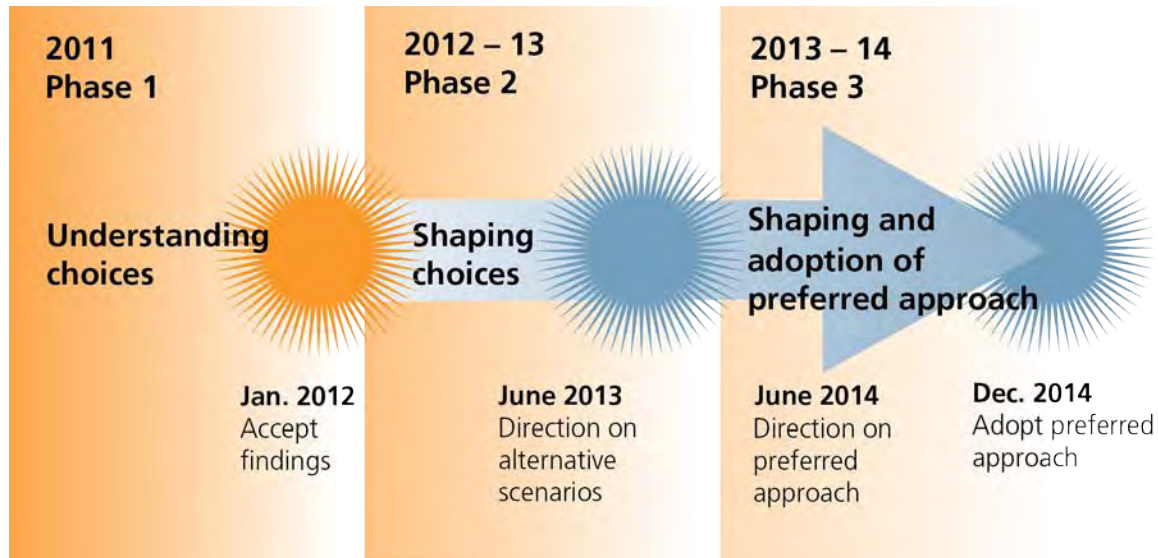 2011
Phase 1
2012 – 13
Phase 2
2013 – 14
Phase 3
Understanding
choices
Shaping
choices
Shaping and
adoption of
preferred approach
Jan. 2012
Accept
findings
June 2013
Direction on
alternative
scenarios
June 2014
Direction on
preferred
approach
Dec. 2014
Adopt preferred
approach